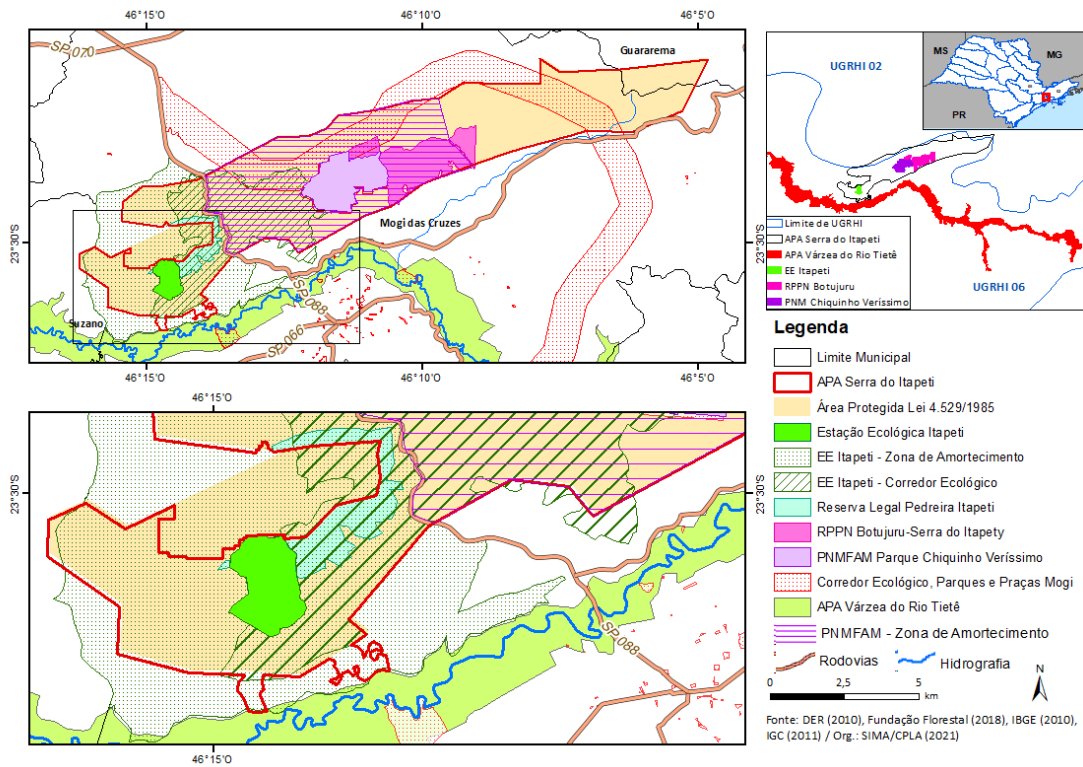 46°15'O
46°10'O
46°5'O
SP 070
Guararema
Mogi das Cruzes
Suzano
SP 088
SP 066
23°30'S
23°30'S
46°15'O
46°10'O
46°5'O
46°15'O
SP 088
23°30'S
23°30'S
46°15'O
MS
MG
PR
UGRHI 02
UGRHI 06
Limite de UGRHI
APA Serra do Itapeti
APA Várzea do Rio Tietê
EE Itapeti
RPPN Botujuru
PNM Chiquinho Veríssimo
Legenda
Limite Municipal
APA Serra do Itapeti
Área Protegida Lei 4.529/1985
Estação Ecológica Itapeti
EE Itapeti - Zona de Amortecimento
EE Itapeti - Corredor Ecológico
Reserva Legal Pedreira Itapeti
RPPN Botujuru-Serra do Itapety
PNMFAM Parque Chiquinho Veríssimo
Corredor Ecológico, Parques e Praças Mogi
APA Várzea do Rio Tietê
PNMFAM - Zona de Amortecimento
Rodovias
Hidrografia
0 2,5 5
km
N
Fonte: DER (2010), Fundação Florestal (2018), IBGE (2010),
IGC (2011) / Org.: SIMA/CPLA (2021)